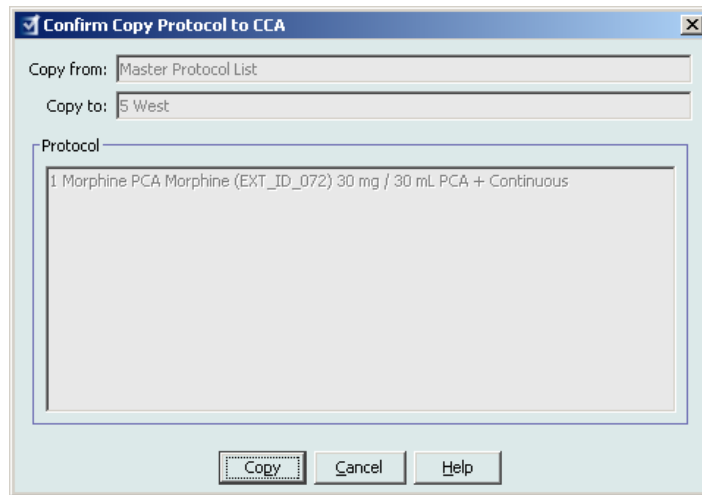 Confirm Copy Protocol to CCA
Copy from: Master Protocol List
Copy to: 5 West
Protocol
1 Morphine PCA Morphine (EXT_ID_072) 30 mg / 30 mL PCA + Continuous
Copy Cancel Help